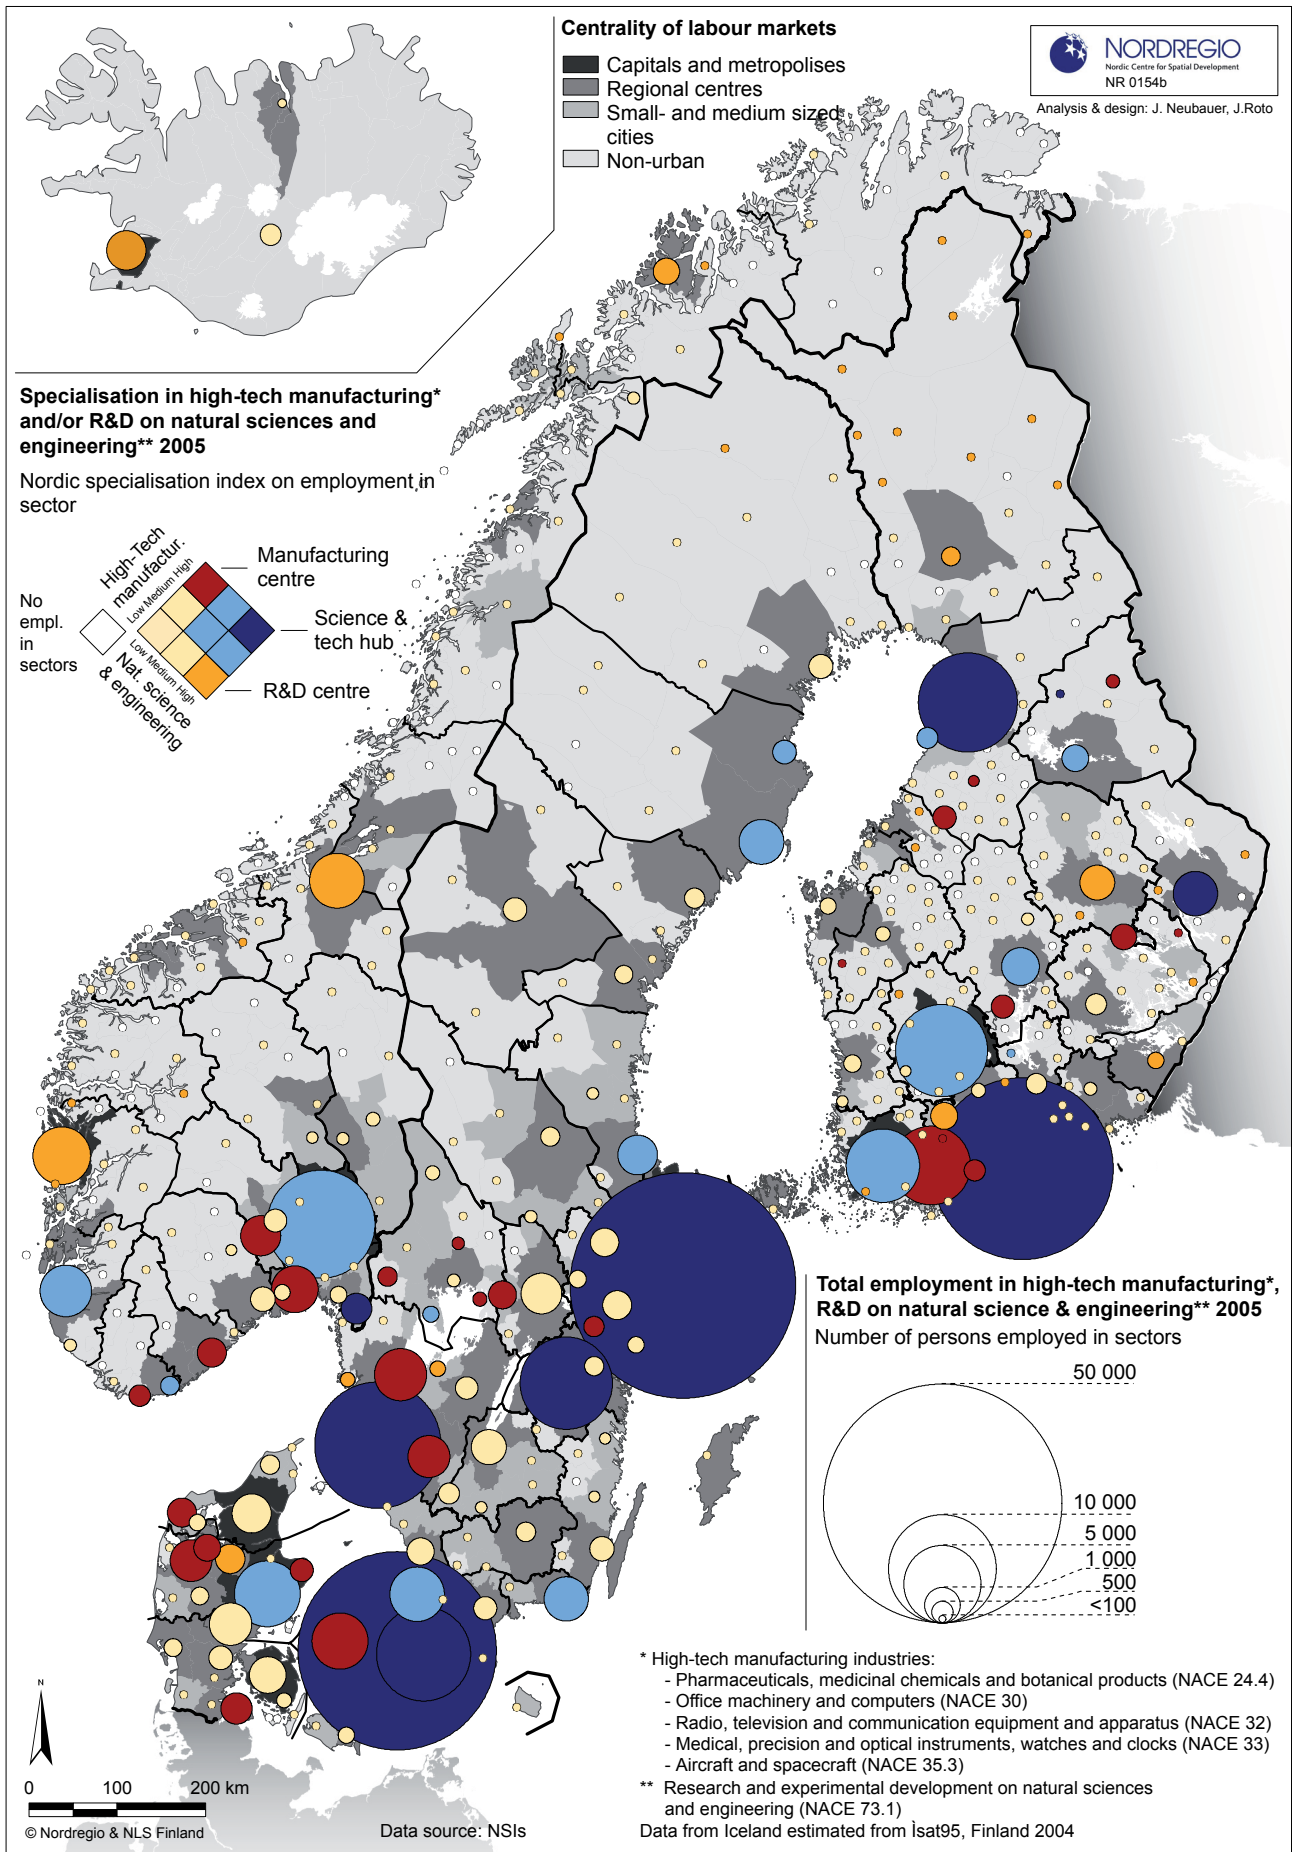 Centrality of labour markets
Capitals and metropolises
Regional centres
Small- and medium sized
cities
Non-urban
NORDREGIO
Nordic Centre for Spatial Development
NR 0154b
Analysis & design: J. Neubauer, J.Roto
Specialisation in high-tech manufacturing*
and/or R&D on natural sciences and
engineering** 2005
Nordic specialisation index on employment in
sector
High-Tech
manufactur.
Low Medium High
No
empl.
in
sectors
Low Medium High
Nat. science
& engineering
Manufacturing
centre
Science &
tech hub
R&D centre
Total employment in high-tech manufacturing*,
R&D on natural science & engineering** 2005
Number of persons employed in sectors
50 000
10 000
5 000
1 000
500
<100
* High-tech manufacturing industries:
- Pharmaceuticals, medicinal chemicals and botanical products (NACE 24.4)
- Office machinery and computers (NACE 30)
- Radio, television and communication equipment and apparatus (NACE 32)
- Medical, precision and optical instruments, watches and clocks (NACE 33)
- Aircraft and spacecraft (NACE 35.3)
** Research and experimental development on natural sciences
and engineering (NACE 73.1)
Data from Iceland estimated from Ìsat95, Finland 2004
N
0 100 200 km
© Nordregio & NLS Finland
Data source: NSIs